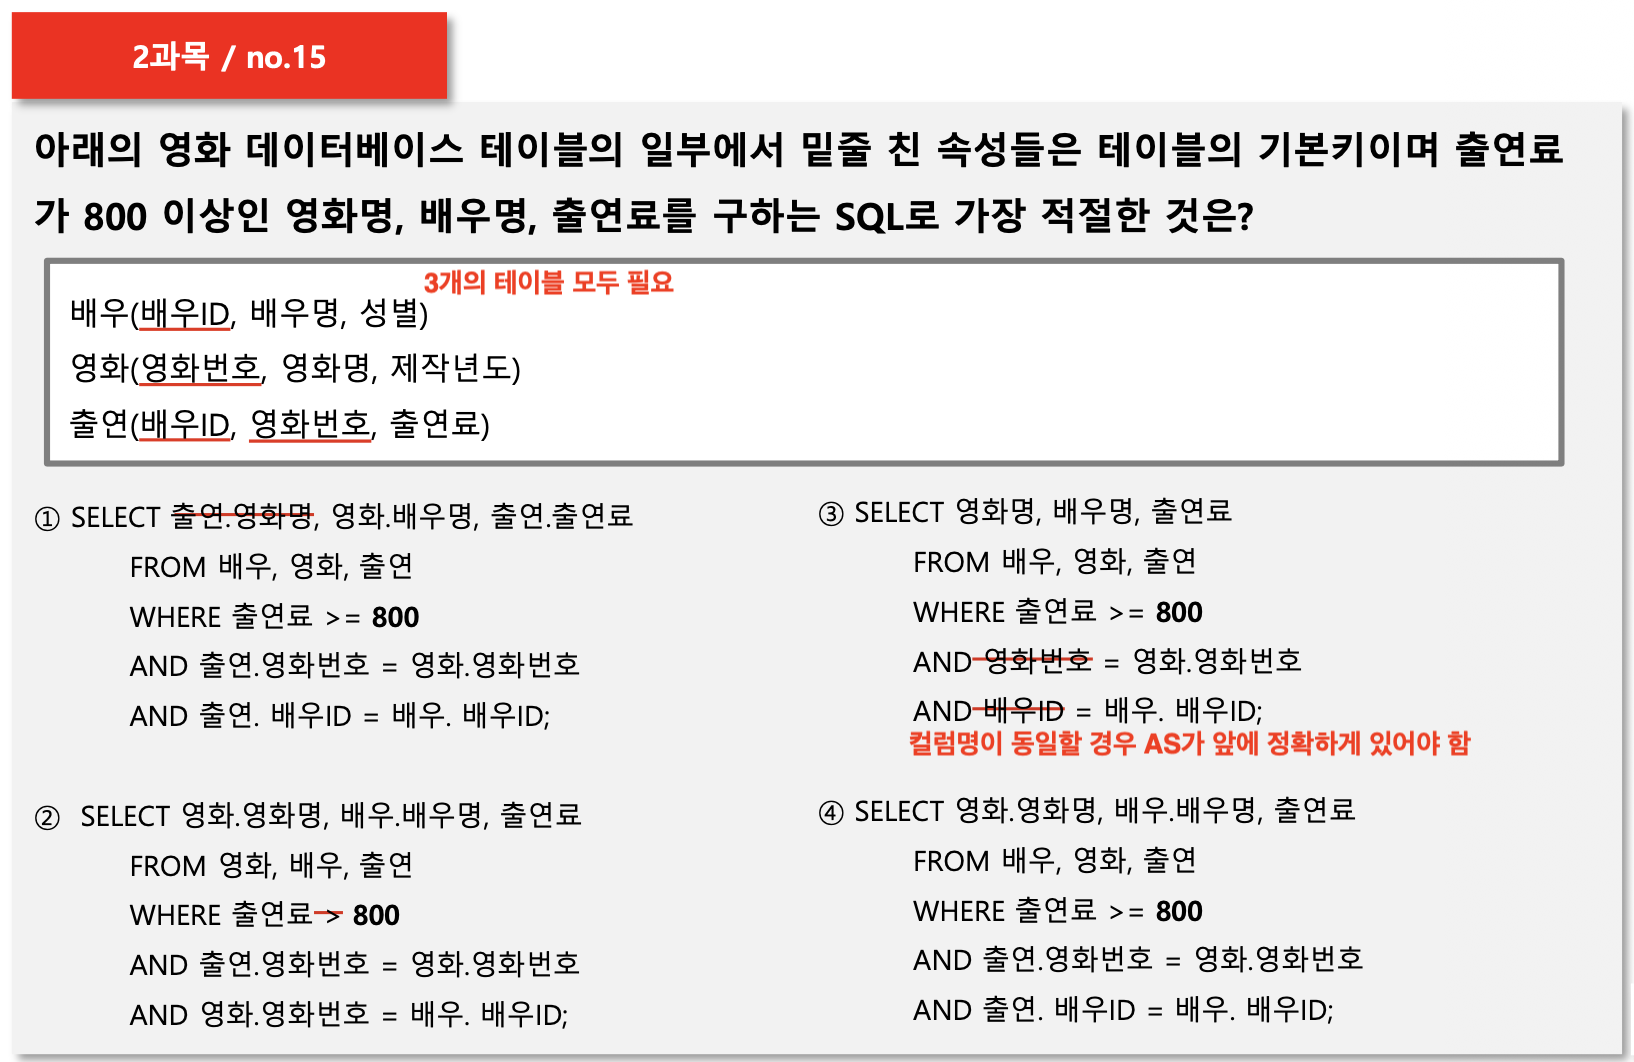 2과목 / no.15
아래의 영화 데이터베이스 테이블의 일부에서 밑줄 친 속성들은 테이블의 기본키이며 출연료
가 800 이상인 영화명, 배우명, 출연료를 구하는 SQL로 가장 적절한 것은?
3개의 테이블 모두 필요
배우(배우ID, 배우명, 성별)
영화(영화번호, 영화명, 제작년도)
출연(배우ID, 영화번호, 출연료)
① SELECT 출연.영화명, 영화.배우명, 출연.출연료
FROM 배우, 영화, 출연
WHERE 출연료 >= 800
AND 출연.영화번호 = 영화.영화번호
AND 출연. 배우ID = 배우. 배우ID;
② SELECT 영화.영화명, 배우.배우명, 출연료
FROM 영화, 배우, 출연
WHERE 출연료 > 800
AND 출연.영화번호 = 영화.영화번호
AND 영화.영화번호 = 배우. 배우ID;
③ SELECT 영화명, 배우명, 출연료
FROM 배우, 영화, 출연
WHERE 출연료 >= 800
AND 영화번호 = 영화.영화번호
AND 배우ID = 배우. 배우ID;
컬럼명이 동일할 경우 AS가 앞에 정확하게 있어야 함
④ SELECT 영화.영화명, 배우.배우명, 출연료
FROM 배우, 영화, 출연
WHERE 출연료 >= 800
AND 출연.영화번호 = 영화.영화번호
AND 출연. 배우ID = 배우. 배우ID;